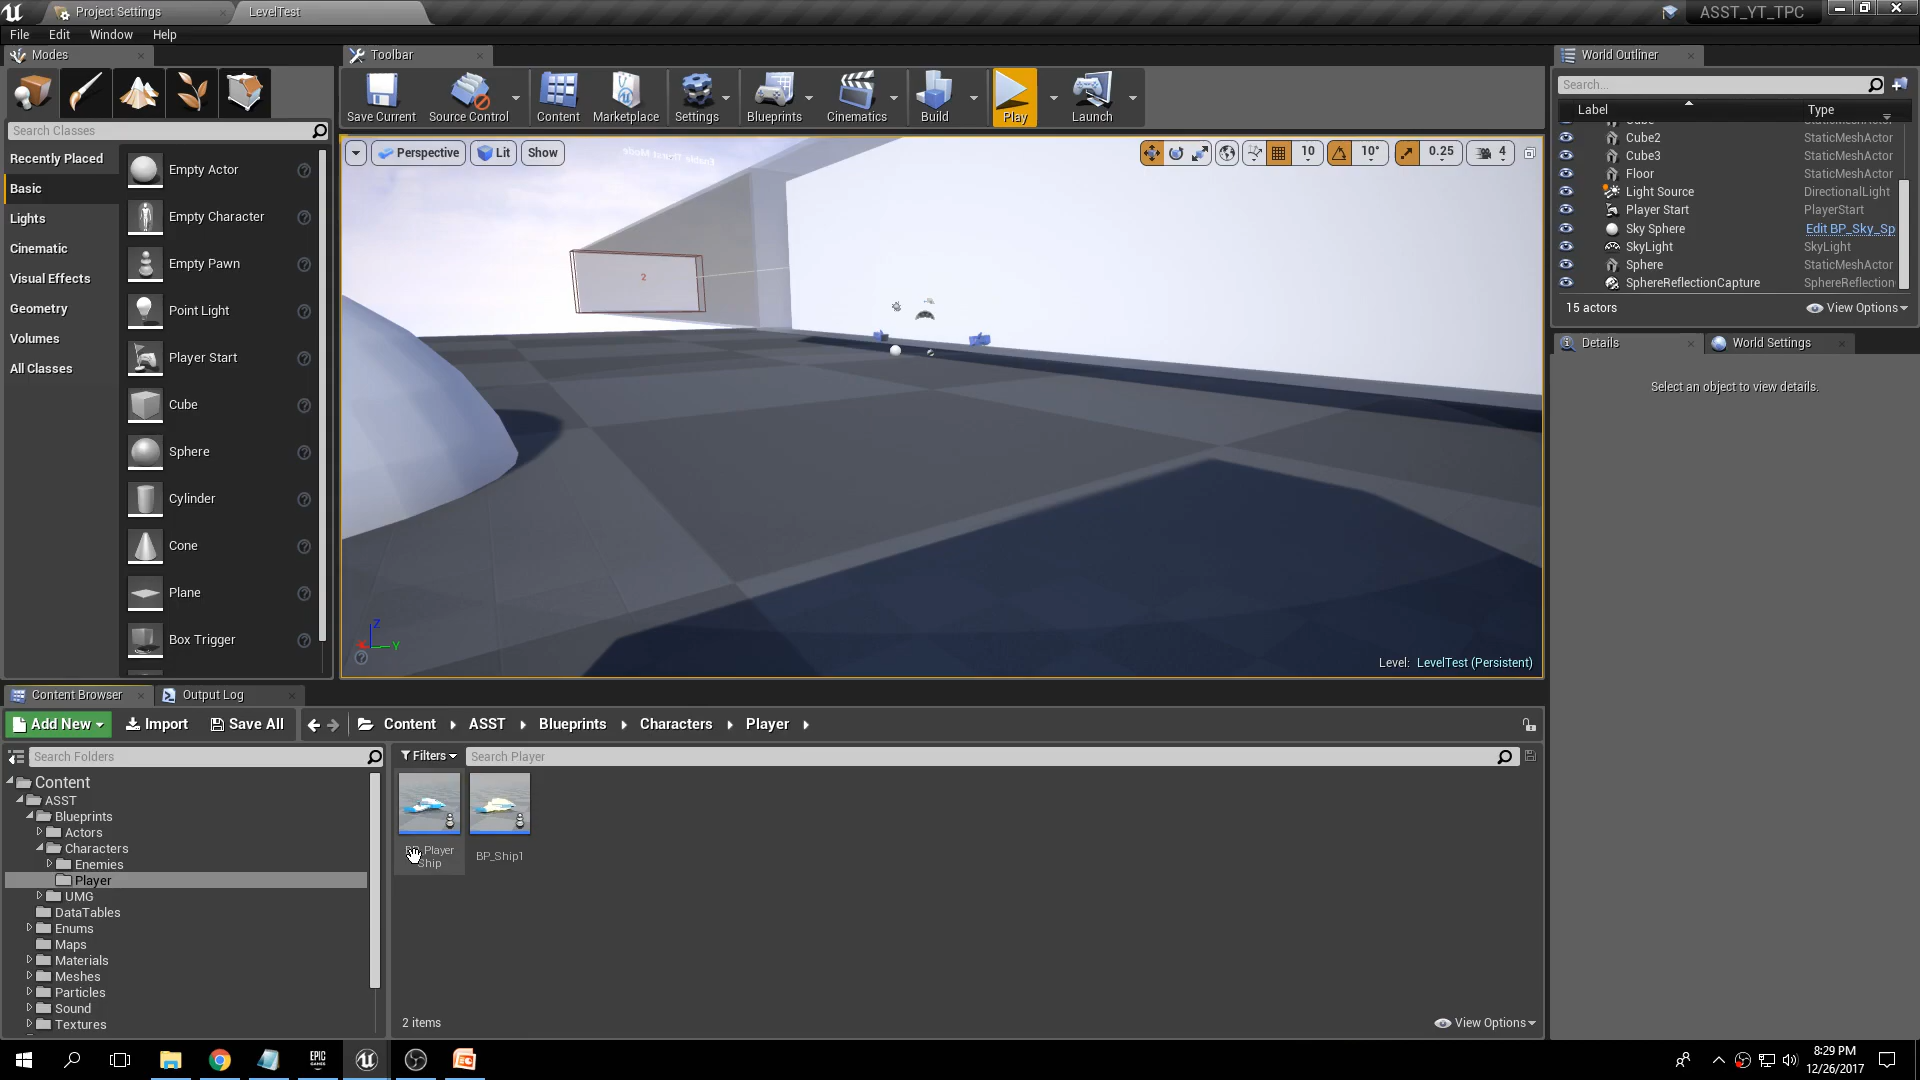 Project Settings
LevelTest
ASST_YT_TPC
File
Edit
Window
Help
Modes
Toolbar
World Outliner
Search...
Label
Type
Save Current
Source Control
Content
Marketplace
Settings
Blueprints
Cinematics
Build
Play
Launch
Search Classes
Recently Placed
Basic
Lights
Cinematic
Visual Effects
Geometry
Volumes
All Classes
Empty Actor
Empty Character
Empty Pawn
Point Light
Player Start
Cube
Sphere
Cylinder
Cone
Plane
Box Trigger
Perspective
Lit
Show
10
10°
0.25
4
2
Z
Y
Level: LevelTest (Persistent)
Cube2 StaticMeshActor
Cube3 StaticMeshActor
Floor StaticMeshActor
Light Source DirectionalLight
Player Start PlayerStart
Sky Sphere Edit BP_Sky_Sp
SkyLight SkyLight
Sphere StaticMeshActor
SphereReflectionCapture SphereReflection
15 actors
View Options
Details
World Settings
Select an object to view details.
Content Browser
Output Log
Add New
Import
Save All
Content
ASST
Blueprints
Characters
Player
Search Folders
Filters
Search Player
Content
ASST
Blueprints
Actors
Characters
Enemies
Player
UMG
DataTables
Enums
Maps
Materials
Meshes
Particles
Sound
Textures
Player
Ship
BP_Ship1
2 items
View Options
EPIC
GAMES
8:29 PM
12/26/2017